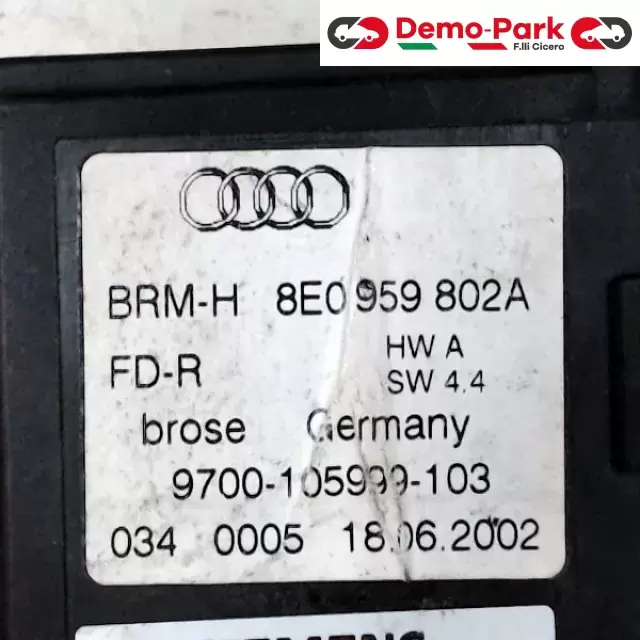 Demo-Park
F.lli Cicero
BRM-H 8E0 959 802A
FD-R HW A
SW 4.4
brose Germany
9700-105999-103
034 0005 18.06.2002
SIEMENS